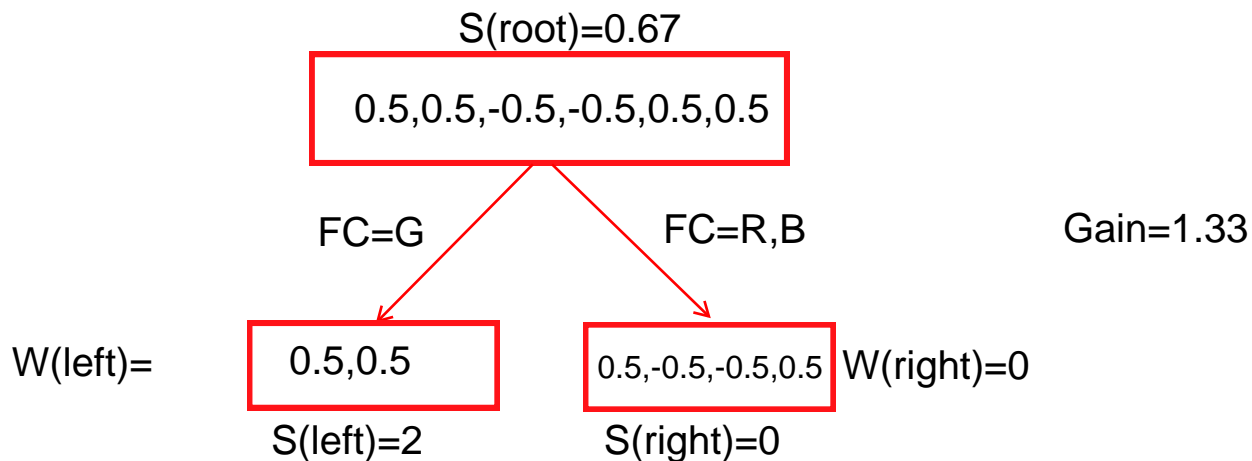 S(root)=0.67
0.5,0.5,-0.5,-0.5,0.5,0.5
FC=G
FC=R,B
Gain=1.33
W(left)=
0.5,0.5
0.5,-0.5,-0.5,0.5
W(right)=0
S(left)=2
S(right)=0